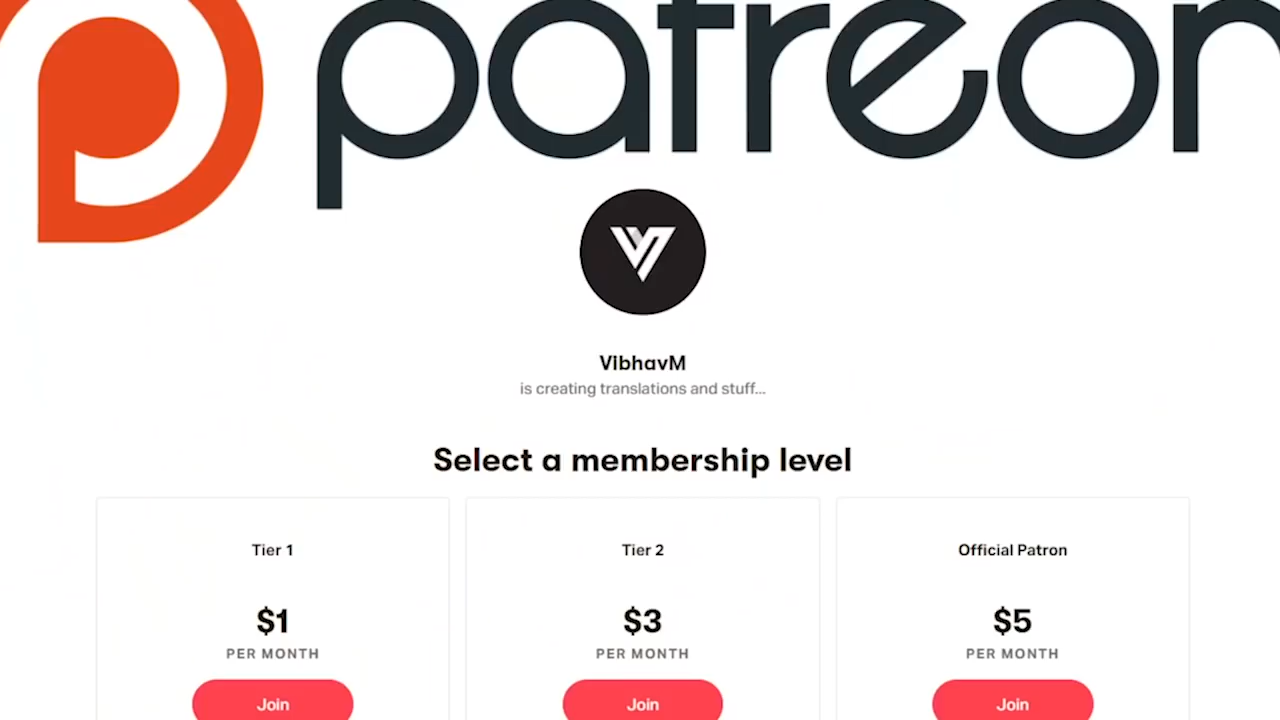 patreon
VibhavM
is creating translations and stuff...
Select a membership level
Tier 1
$1
PER MONTH
Join
Tier 2
$3
PER MONTH
Join
Official Patron
$5
PER MONTH
Join